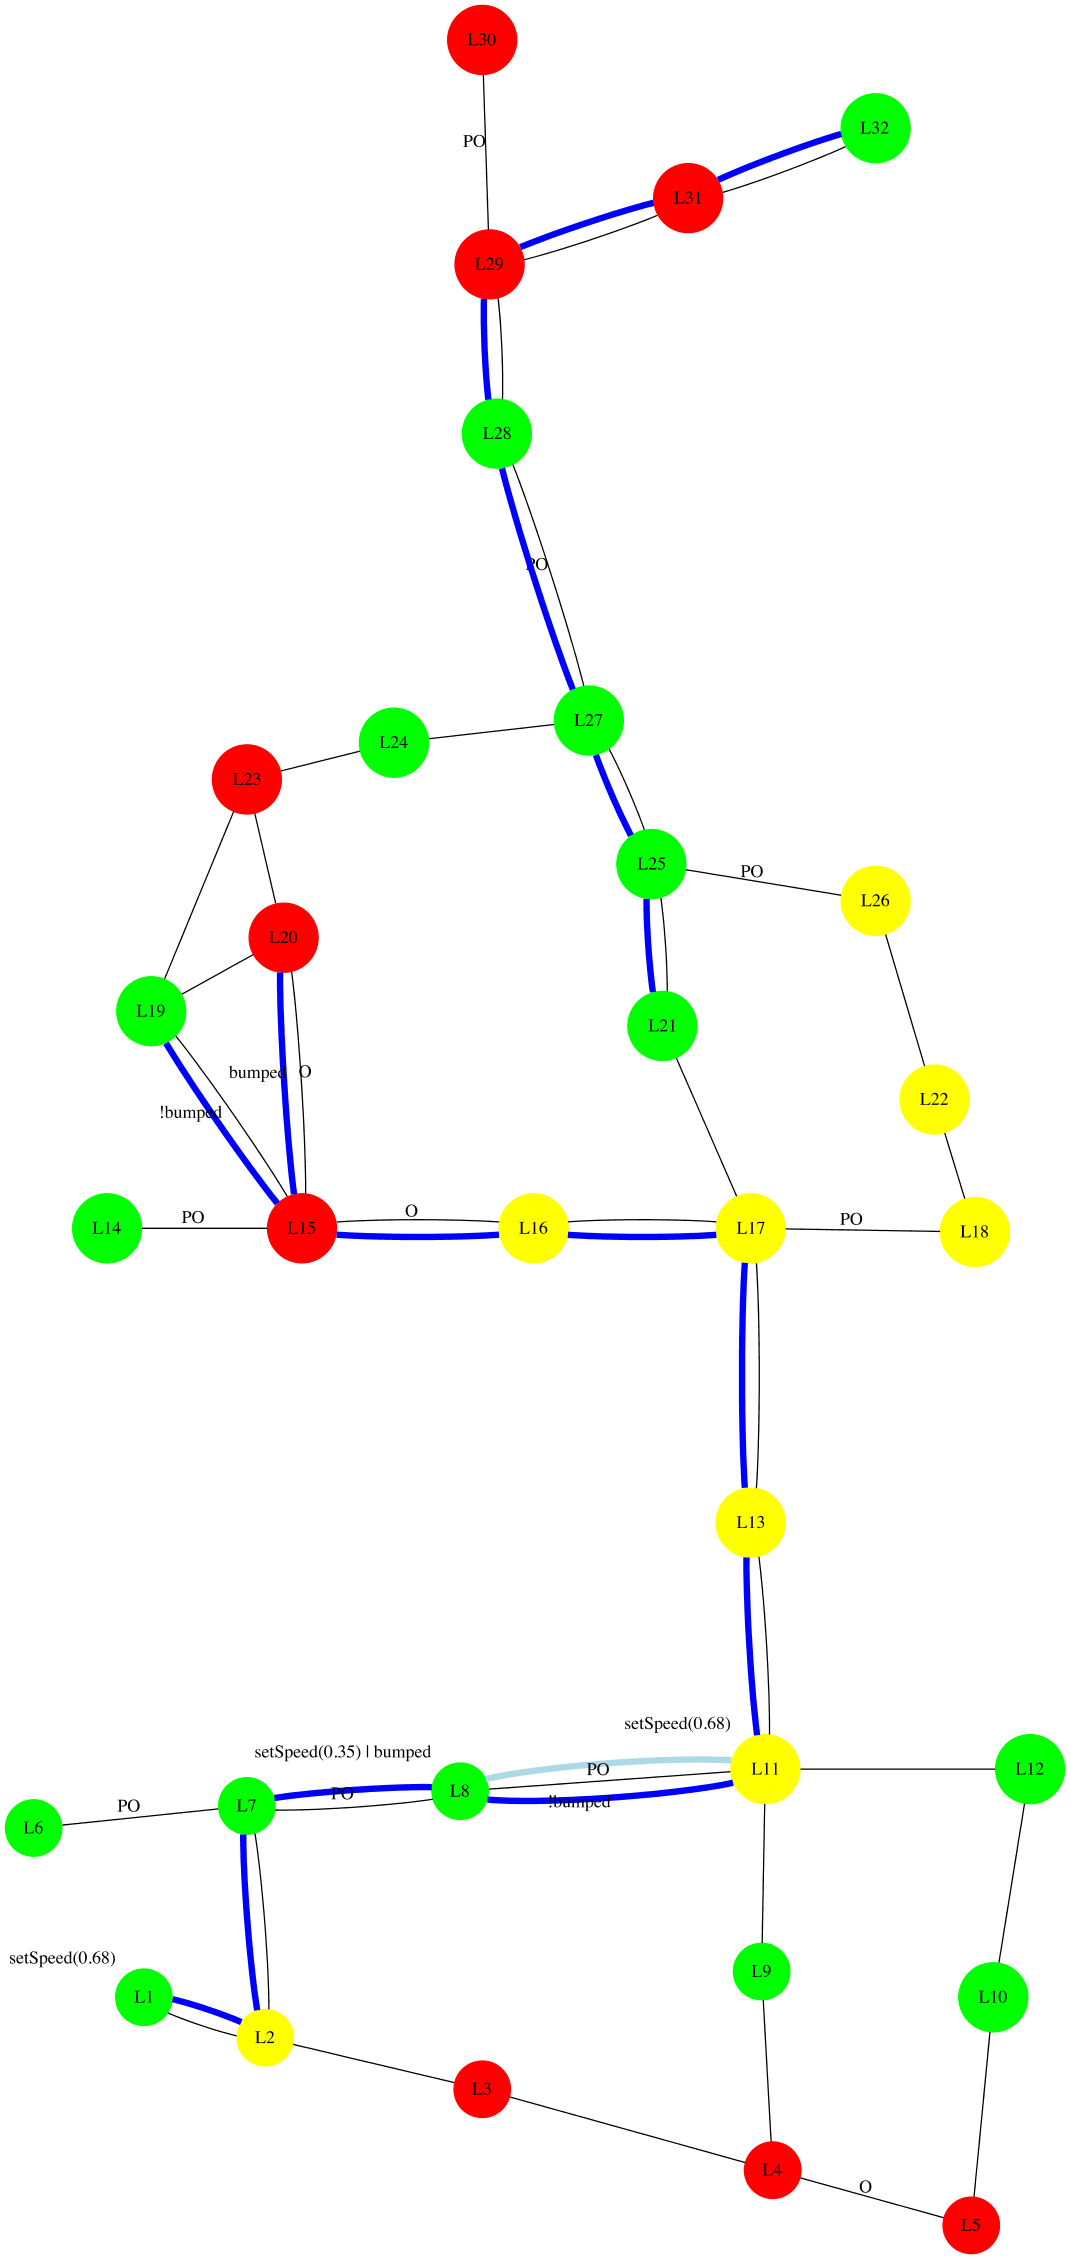 L30
PO
L32
L31
L29
L28
PO
L27
L24
L23
L25
PO
L26
L20
L19
L21
bumped
O
!bumped
L22
L14
PO
L15
O
L16
L17
PO
L18
L13
setSpeed(0.68)
setSpeed(0.35) | bumped
PO
L11
L12
L8
PO
!bumped
PO
L7
L6
setSpeed(0.68)
L9
L1
L10
L2
L3
L4
O
L5